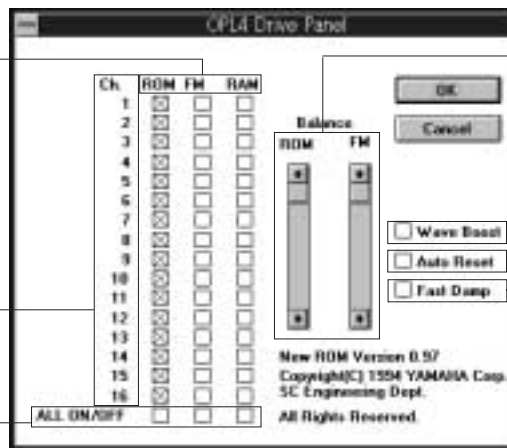 OPL4 Drive Panel
Ch. ROM FM RAM
1
2
3
4
5
6
7
8
9
10
11
12
13
14
15
16
ALL ON/OFF
Balance
ROM FM
OK
Cancel
Wave Boost
Auto Reset
Fast Damp
New ROM Version 0.97
Copyright(C) 1994 YAMAHA Corp.
SC Engineering Dept.
All Rights Reserved.